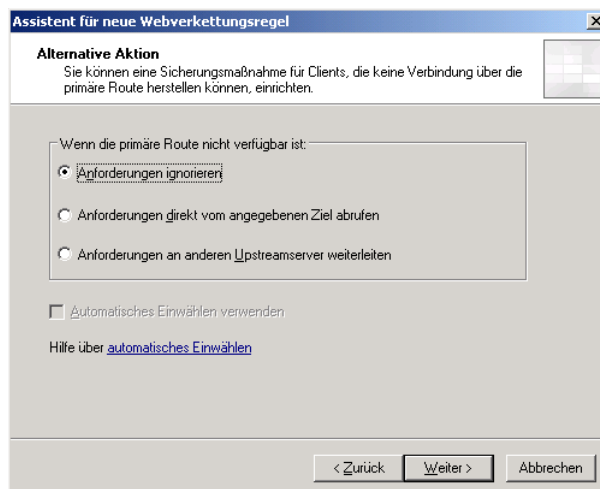 Assistent für neue Webverkettungsregel
Alternative Aktion
Sie können eine Sicherungsmaßnahme für Clients, die keine Verbindung über die
primäre Route herstellen können, einrichten.
Wenn die primäre Route nicht verfügbar ist:
Anforderungen ignorieren
Anforderungen direkt vom angegebenen Ziel abrufen
Anforderungen an anderen Upstreamserver weiterleiten
Automatisches Einwählen verwenden
Hilfe über automatisches Einwählen
< Zurück Weiter > Abbrechen